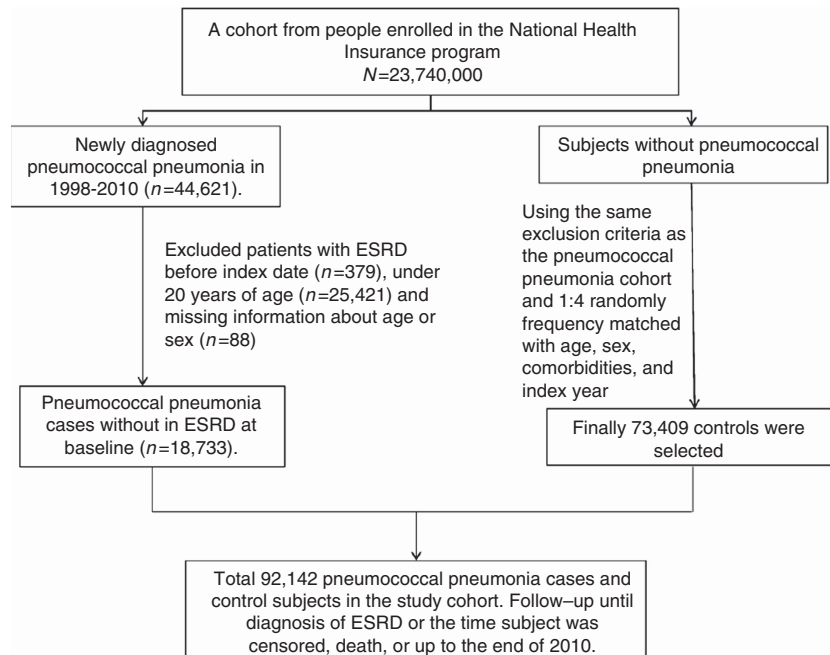 A cohort from people enrolled in the National Health
Insurance program
N=23,740,000
Newly diagnosed
pneumococcal pneumonia in
1998-2010 (n=44,621).
Subjects without pneumococcal
pneumonia
Excluded patients with ESRD
before index date (n=379), under
20 years of age (n=25,421) and
missing information about age or
sex (n=88)
Using the same
exclusion criteria as
the pneumococcal
pneumonia cohort
and 1:4 randomly
frequency matched
with age, sex,
comorbidities, and
index year
Pneumococcal pneumonia
cases without in ESRD at
baseline (n=18,733).
Finally 73,409 controls were
selected
Total 92,142 pneumococcal pneumonia cases and
control subjects in the study cohort. Follow–up until
diagnosis of ESRD or the time subject was
censored, death, or up to the end of 2010.